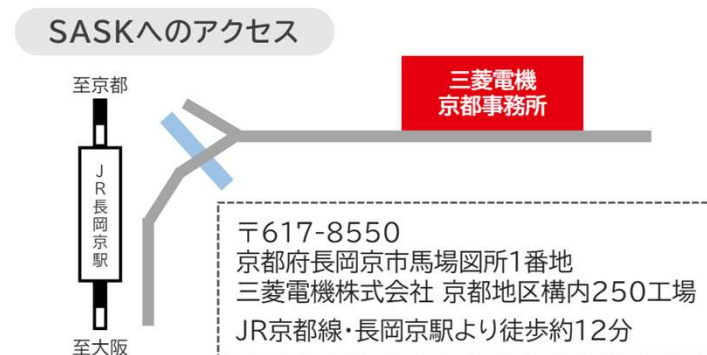 SASKへのアクセス
至京都
三菱電機
京都事務所
JR長岡京駅
〒617-8550
京都府長岡京市馬場図所1番地
三菱電機株式会社 京都地区構内250工場
JR京都線・長岡京駅より徒歩約12分
至大阪